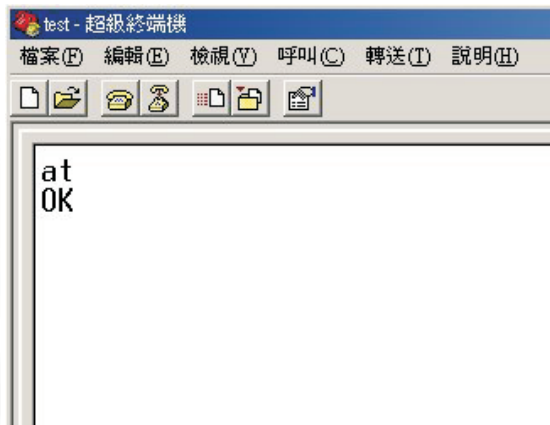 test - 超級終端機
檔案(F) 編輯(E) 檢視(V) 呼叫(C) 轉送(T) 說明(H)
at
OK